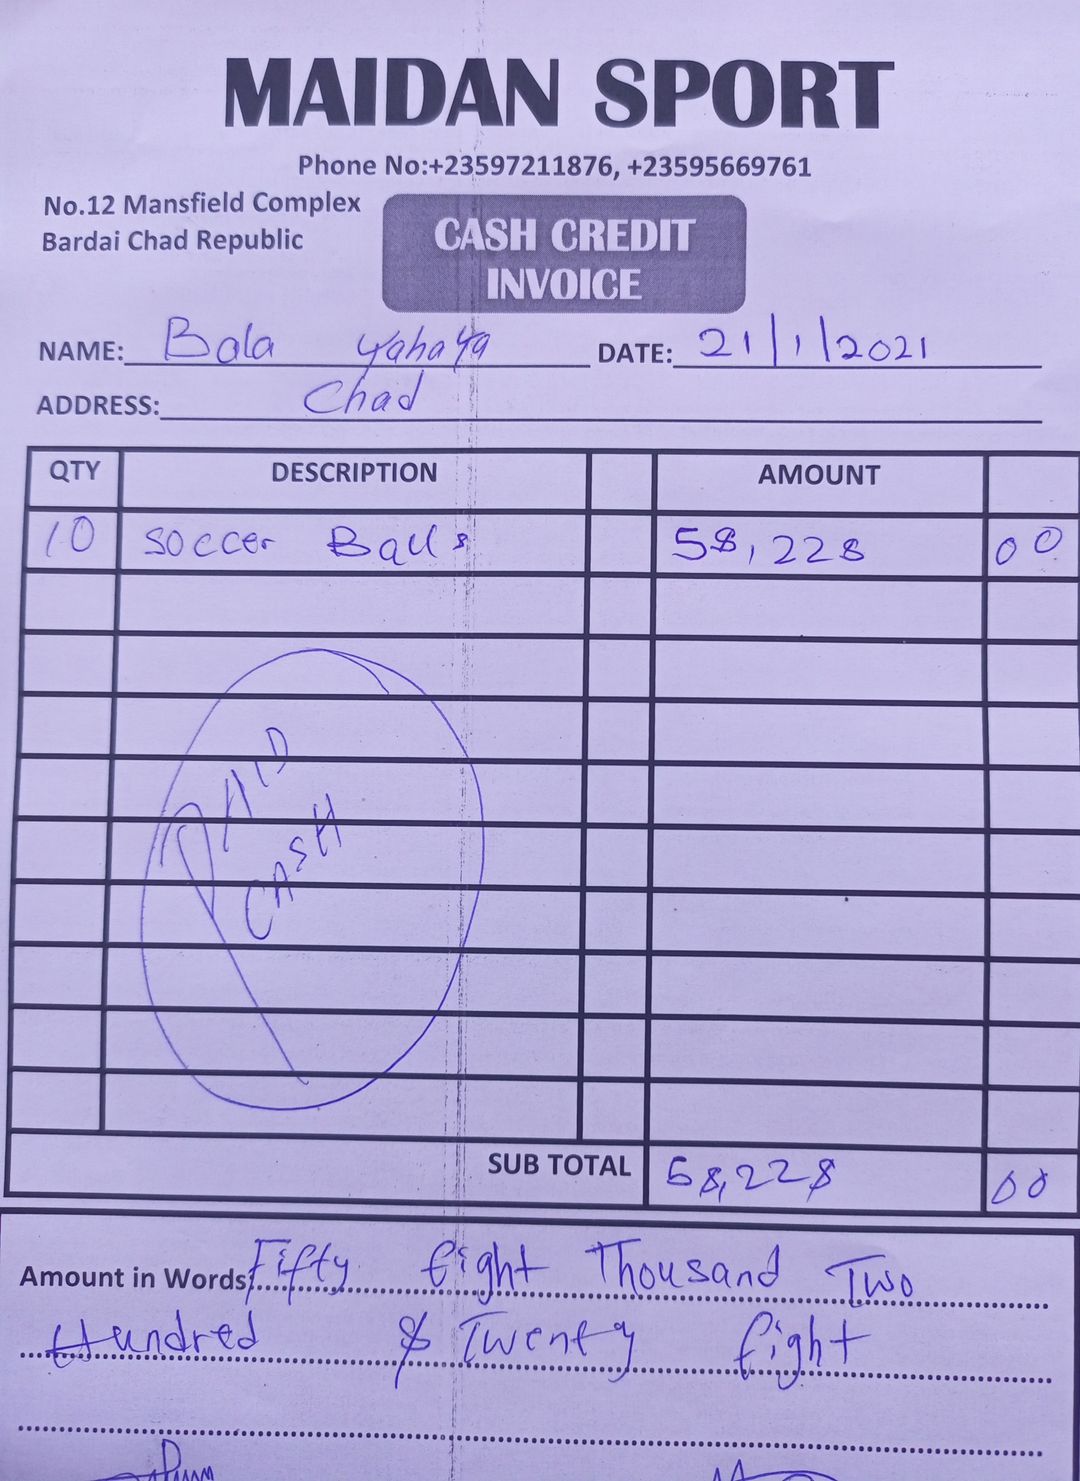 MAIDAN SPORT
Phone No:+23597211876, +23595669761
No.12 Mansfield Complex
Bardai Chad Republic
CASH CREDIT
INVOICE
NAME: Bala Yahaya DATE: 21/1/2021
ADDRESS: Chad
QTY DESCRIPTION AMOUNT
10 Soccer Balls 58,228 00
PAID
CASH
SUB TOTAL 58,228 00
Amount in Words: Fifty Eight Thousand Two
Hundred & Twenty Eight